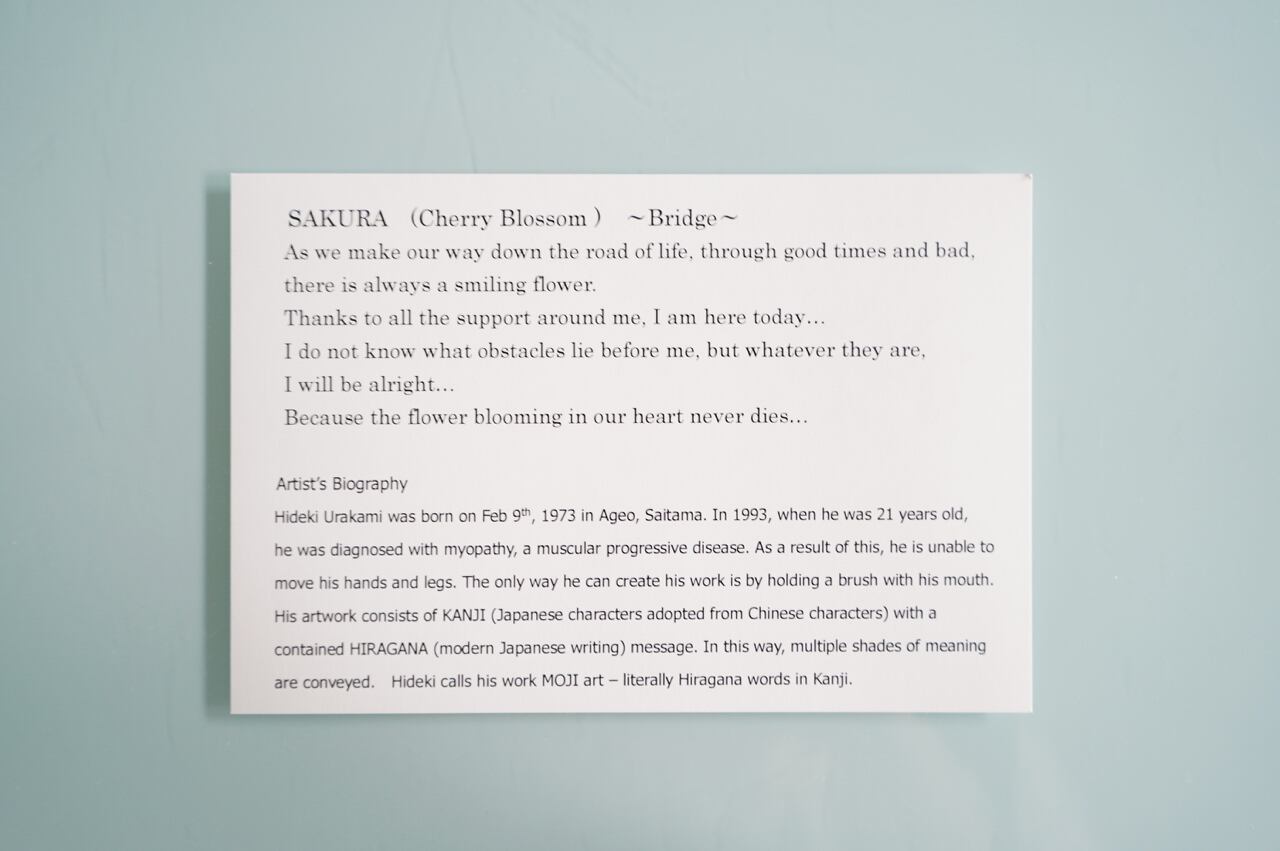 SAKURA （Cherry Blossom） ～Bridge～
As we make our way down the road of life, through good times and bad,
there is always a smiling flower.
Thanks to all the support around me, I am here today…
I do not know what obstacles lie before me, but whatever they are,
I will be alright…
Because the flower blooming in our heart never dies…
Artist’s Biography
Hideki Urakami was born on Feb 9th, 1973 in Ageo, Saitama. In 1993, when he was 21 years old,
he was diagnosed with myopathy, a muscular progressive disease. As a result of this, he is unable to
move his hands and legs. The only way he can create his work is by holding a brush with his mouth.
His artwork consists of KANJI (Japanese characters adopted from Chinese characters) with a
contained HIRAGANA (modern Japanese writing) message. In this way, multiple shades of meaning
are conveyed. Hideki calls his work MOJI art – literally Hiragana words in Kanji.